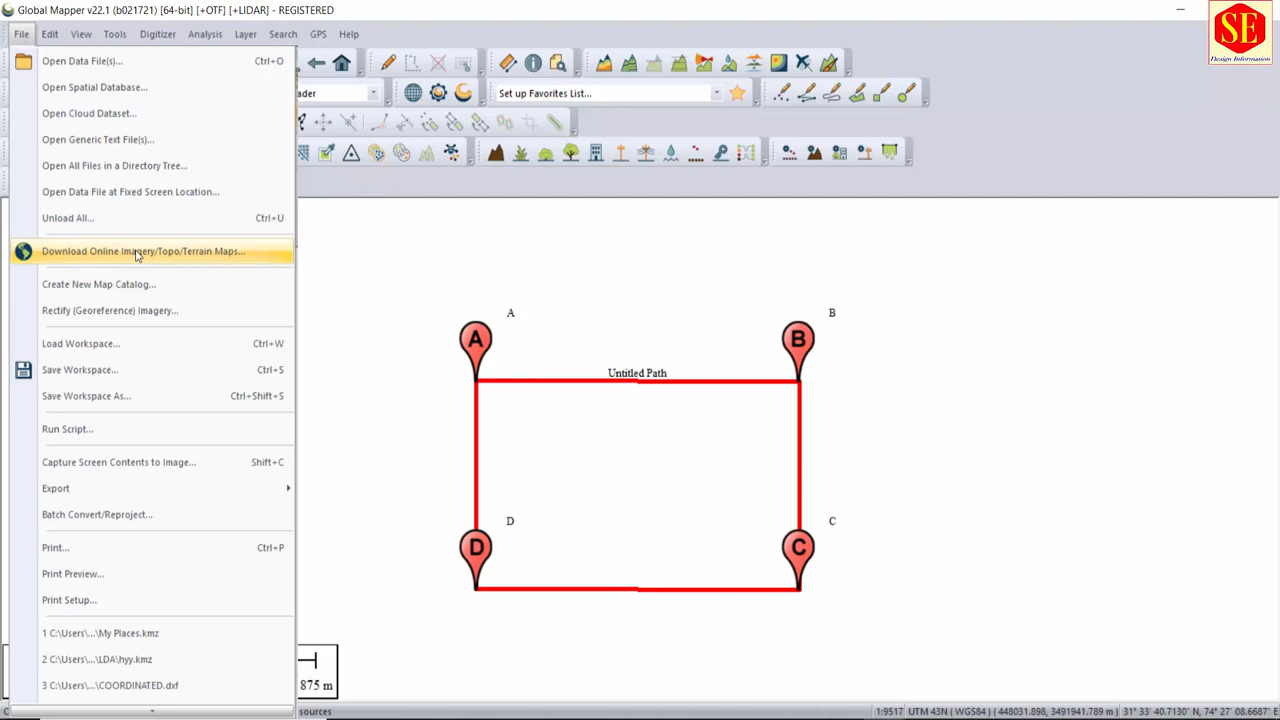 Global Mapper v22.1 (b021721) [64-bit] [+OTF] [+LIDAR] - REGISTERED
SE
Design Information
File Edit View Tools Digitizer Analysis Layer Search GPS Help
Open Data File(s)... Ctrl+O
Open Spatial Database...
ader
Set up Favorites List...
Open Cloud Dataset...
Open Generic Text File(s)...
Open All Files in a Directory Tree...
Open Data File at Fixed Screen Location...
Unload All... Ctrl+U
Download Online Imagery/Topo/Terrain Maps...
Create New Map Catalog...
Rectify (Georeference) Imagery...
Load Workspace... Ctrl+W
Save Workspace... Ctrl+S
Save Workspace As... Ctrl+Shift+S
Run Script...
Capture Screen Contents to Image... Shift+C
Export
Batch Convert/Reproject...
Print... Ctrl+P
Print Preview...
Print Setup...
1 C:\Users\...\My Places.kmz
2 C:\Users\...\LDA\hyy.kmz
3 C:\Users\...\COORDINATED.dxf
A B
A B
Untitled Path
D C
D C
875 m
sources
1:9517 UTM 43N (WGS84) ( 448031.898, 3491941.789 m) 31° 33' 40.7130" N, 74° 27' 08.6687" E